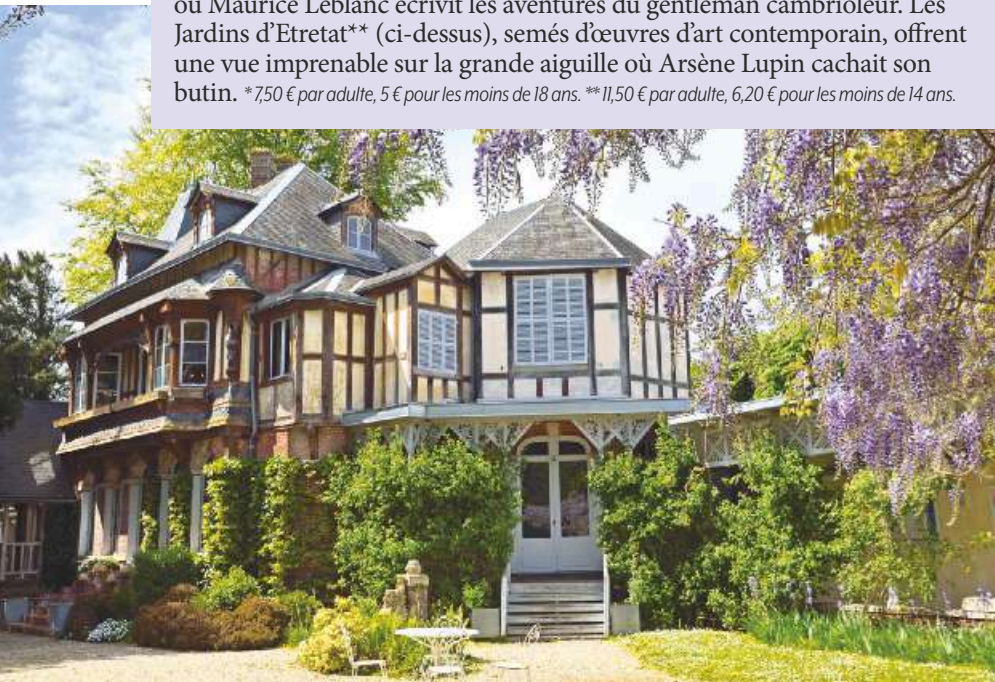 où Maurice Leblanc écrivit les aventures du gentleman cambrioleur. Les
Jardins d’Etretat** (ci-dessus), semés d’œuvres d’art contemporain, offrent
une vue imprenable sur la grande aiguille où Arsène Lupin cachait son
butin. * 7,50 € par adulte, 5 € pour les moins de 18 ans. ** 11,50 € par adulte, 6,20 € pour les moins de 14 ans.